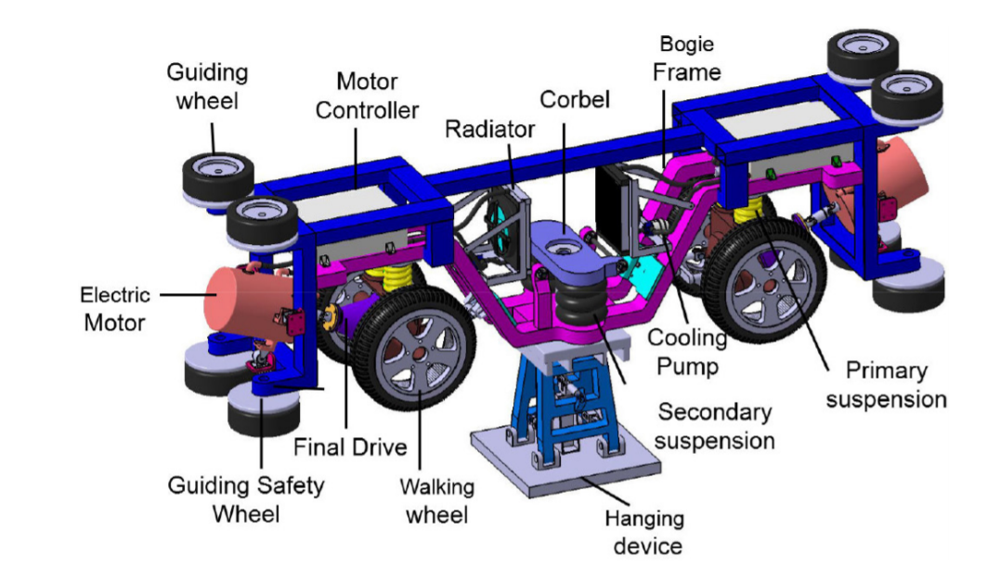 Guiding
wheel
Motor
Controller
Radiator
Corbel
Bogie
Frame
Electric
Motor
Cooling
Pump
Primary
suspension
Secondary
suspension
Final Drive
Guiding Safety
Wheel
Walking
wheel
Hanging
device